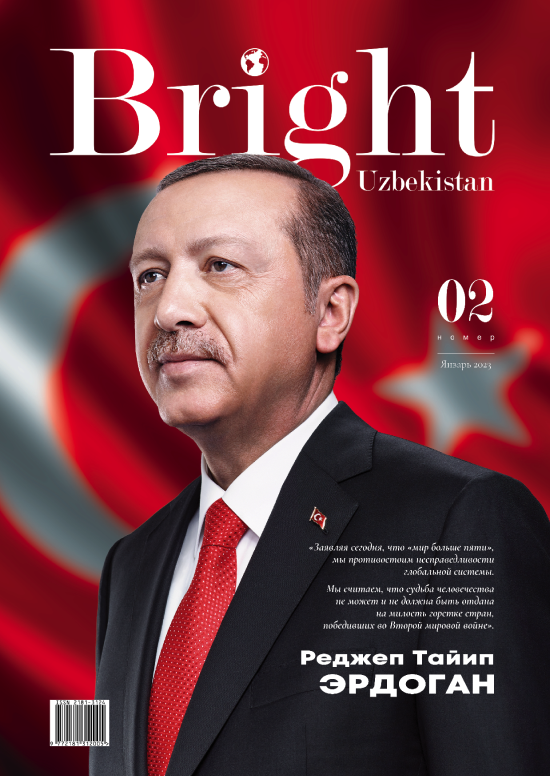 Bright
Uzbekistan
02
номер
Январь 2023
«Заявляя сегодня, что «мир больше пяти»,
мы противостоим несправедливости
глобальной системы.
Мы считаем, что судьба человечества
не может и не должна быть отдана
на милость горстке стран,
победивших во Второй мировой войне».
Реджеп Тайип
ЭРДОГАН